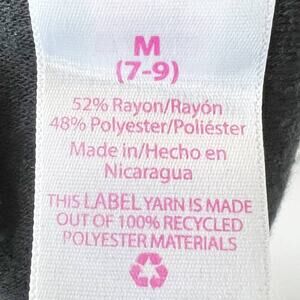 M
(7-9)
52% Rayon/Rayón
48% Polyester/Poliéster
Made in/Hecho en
Nicaragua
THIS LABEL YARN IS MADE
OUT OF 100% RECYCLED
POLYESTER MATERIALS